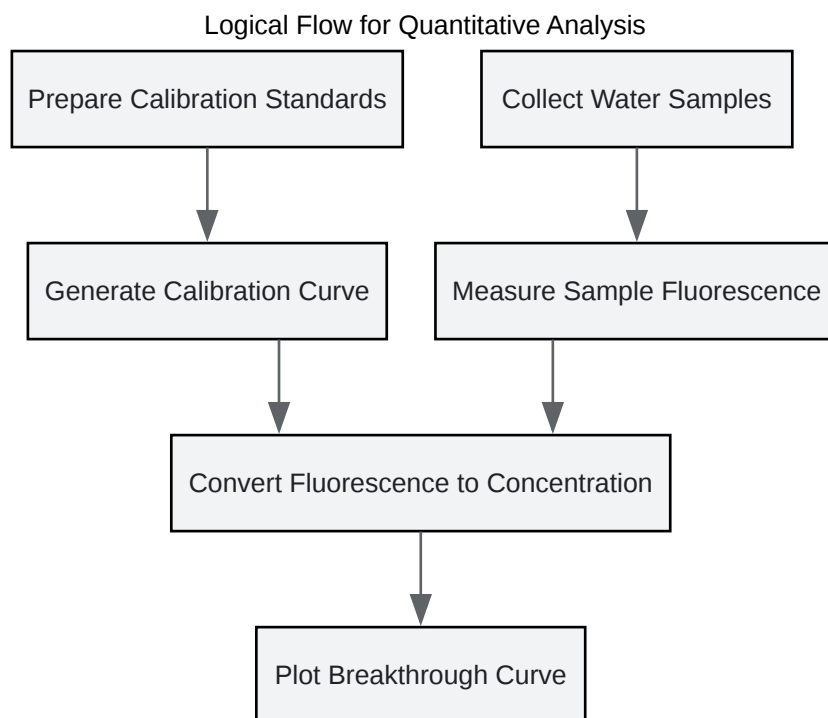 Logical Flow for Quantitative Analysis
Prepare Calibration Standards
Collect Water Samples
Generate Calibration Curve
Measure Sample Fluorescence
Convert Fluorescence to Concentration
Plot Breakthrough Curve